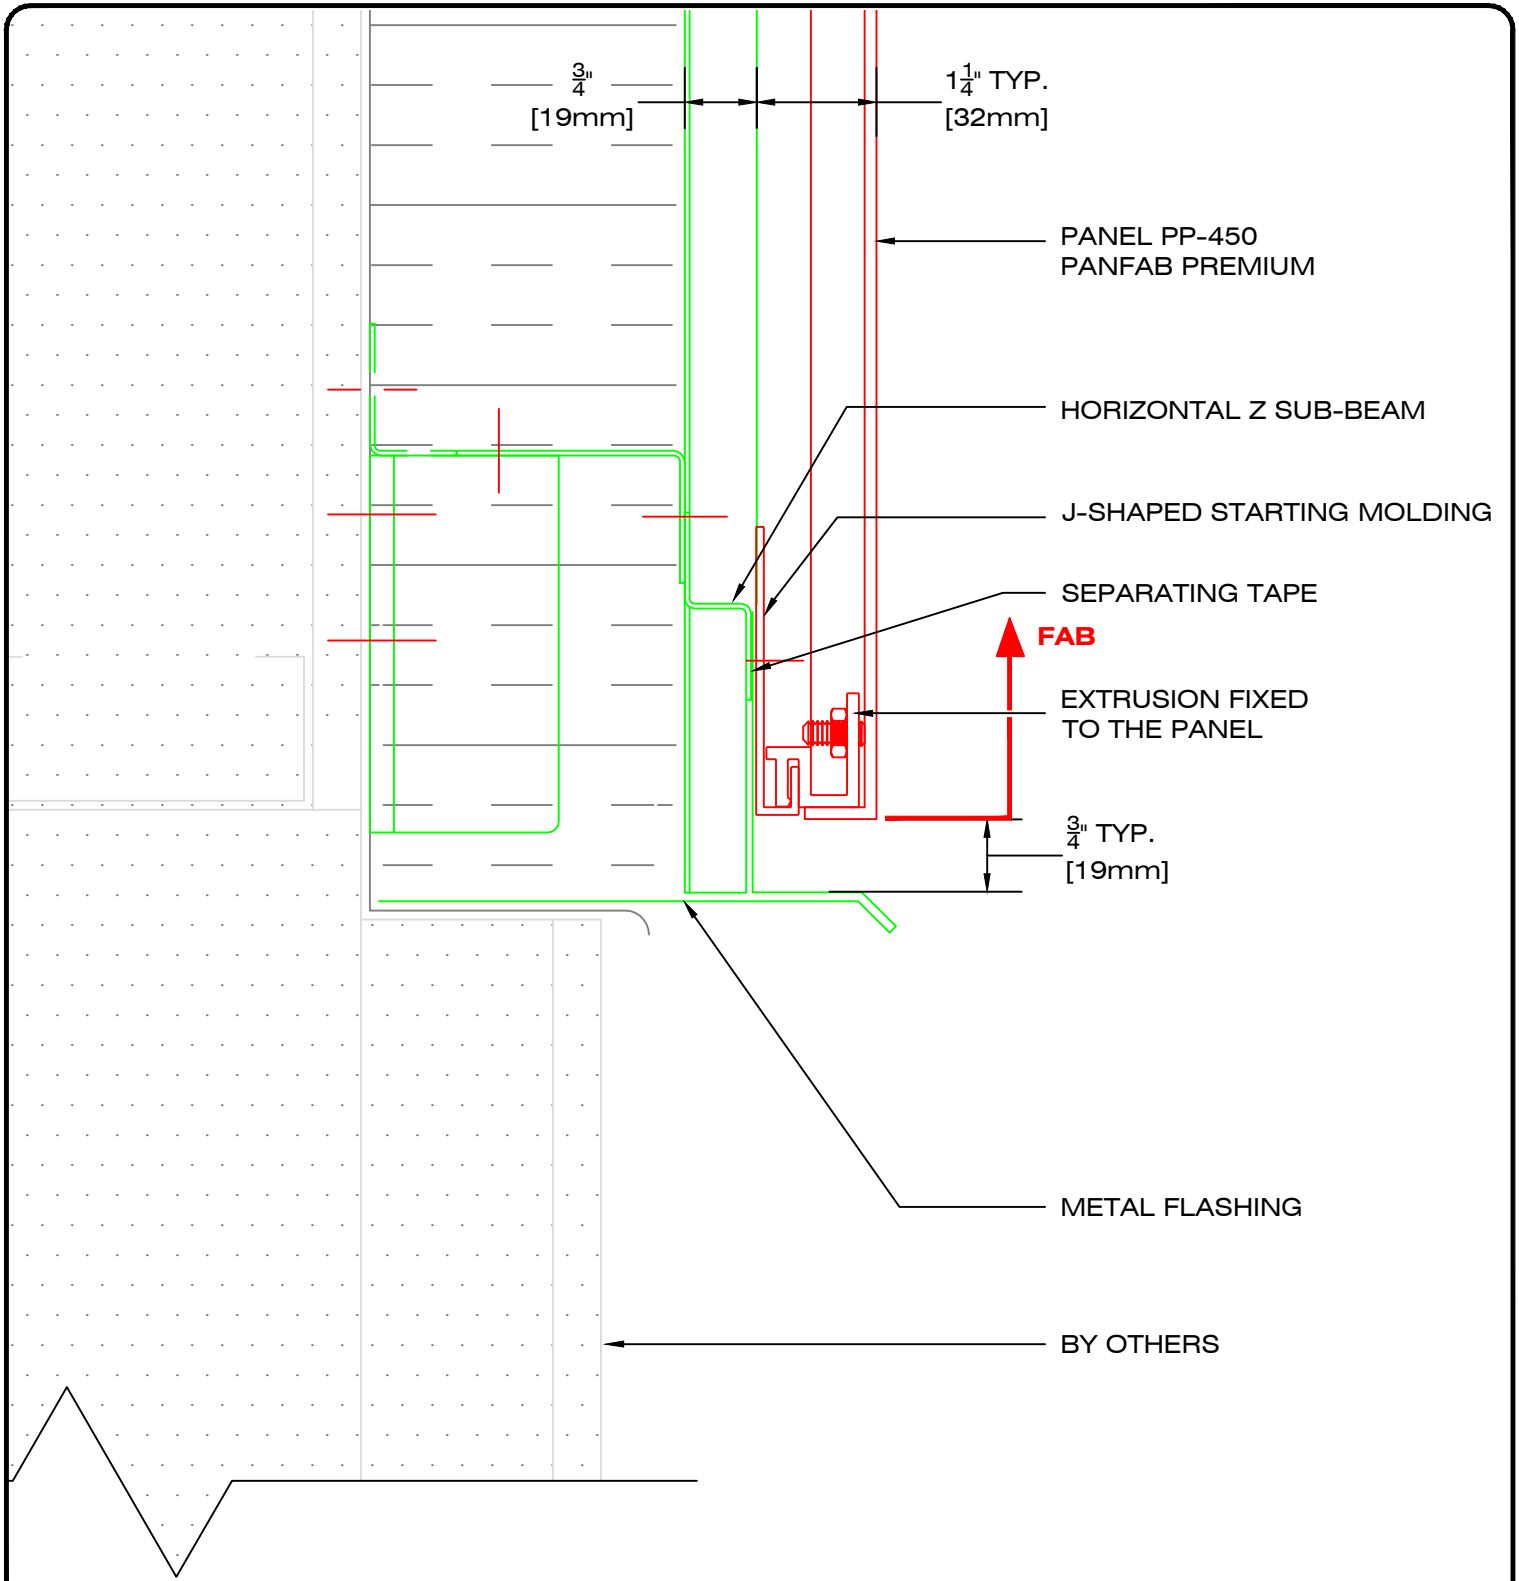 3/4"
[19mm]
1 1/4" TYP.
[32mm]
PANEL PP-450
PANFAB PREMIUM
HORIZONTAL Z SUB-BEAM
J-SHAPED STARTING MOLDING
SEPARATING TAPE
FAB
EXTRUSION FIXED
TO THE PANEL
3/4" TYP.
[19mm]
METAL FLASHING
BY OTHERS